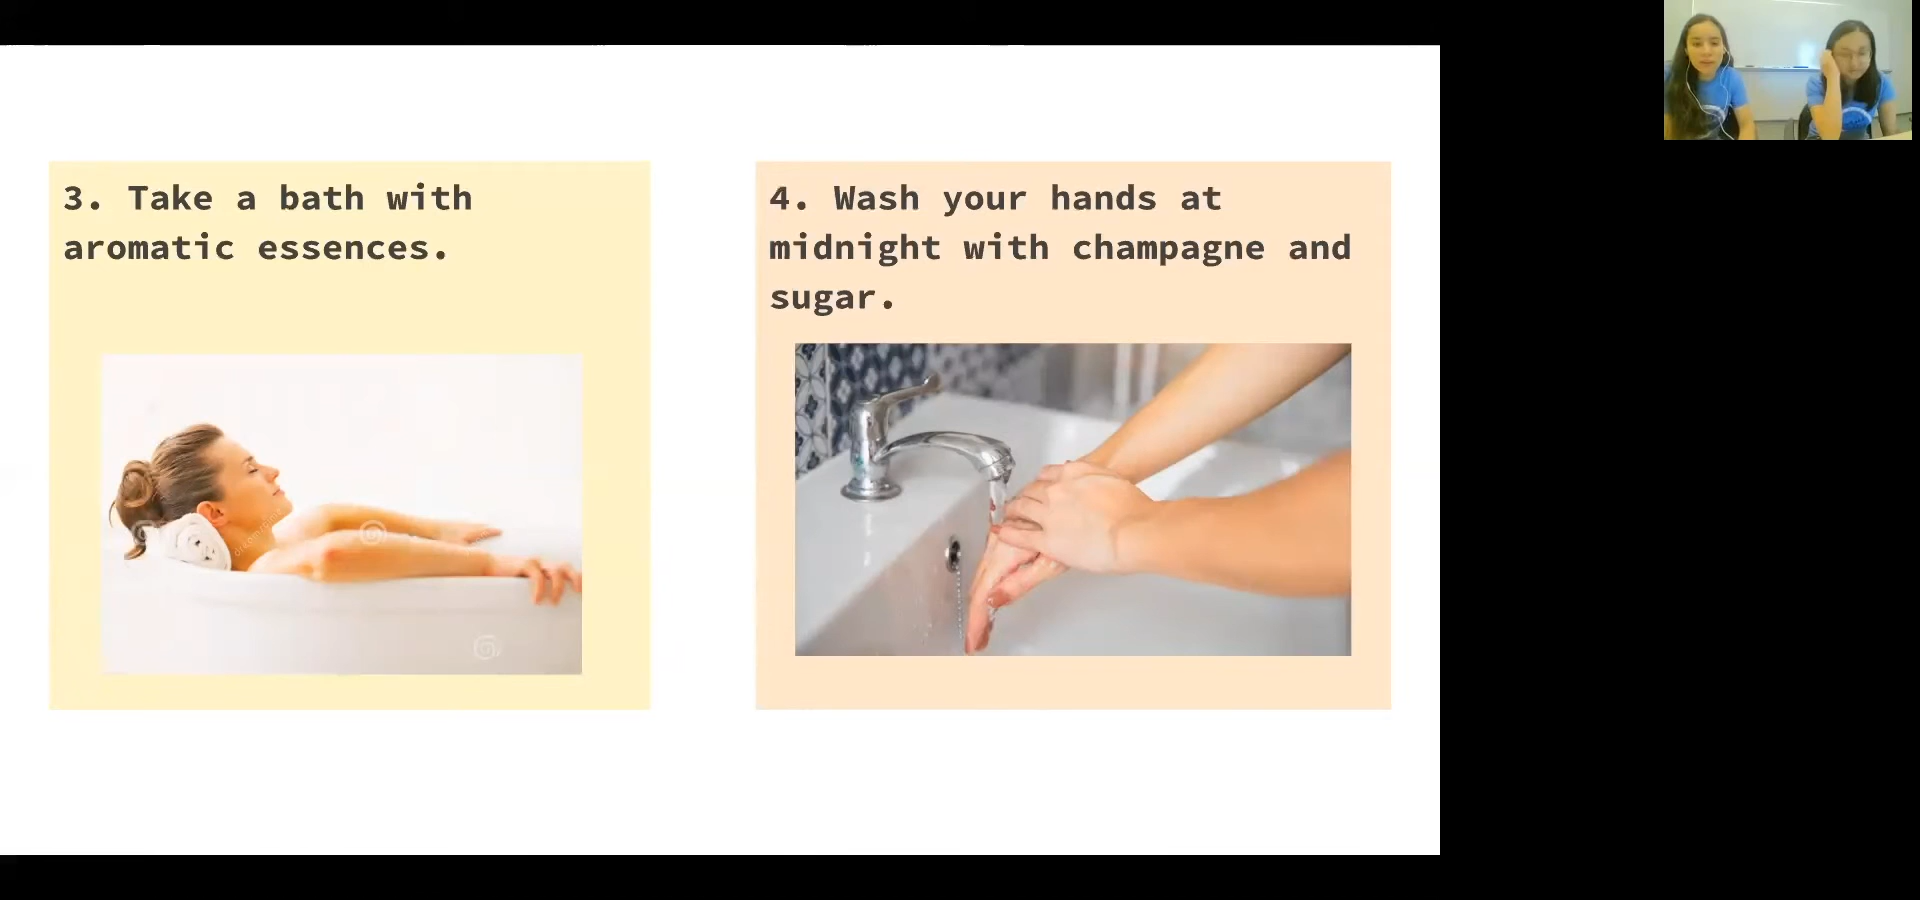 3. Take a bath with
aromatic essences.
4. Wash your hands at
midnight with champagne and
sugar.